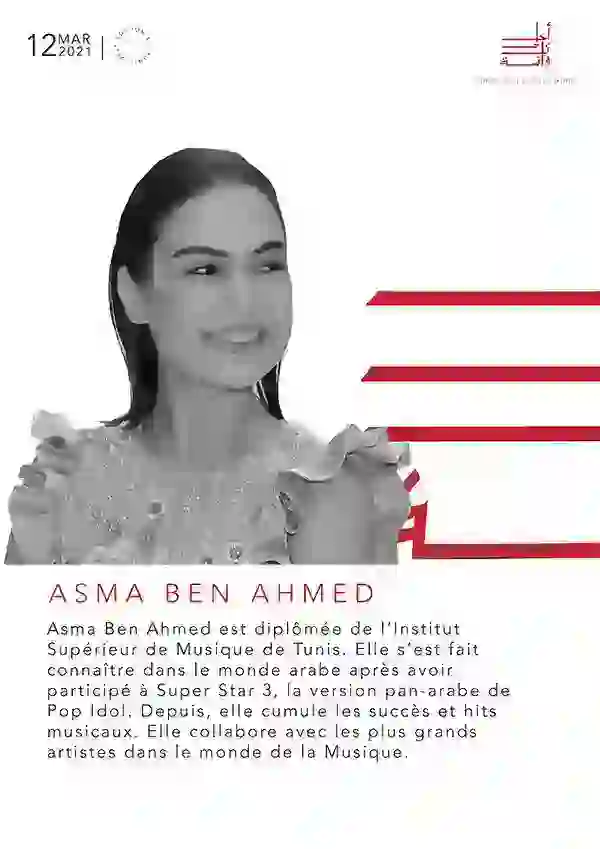 12 MAR
2021
ASMA BEN AHMED
Asma Ben Ahmed est diplômée de l'Institut
Supérieur de Musique de Tunis. Elle s'est fait
connaître dans le monde arabe après avoir
participé à Super Star 3, la version pan-arabe de
Pop Idol. Depuis, elle cumule les succès et hits
musicaux. Elle collabore avec les plus grands
artistes dans le monde de la Musique.